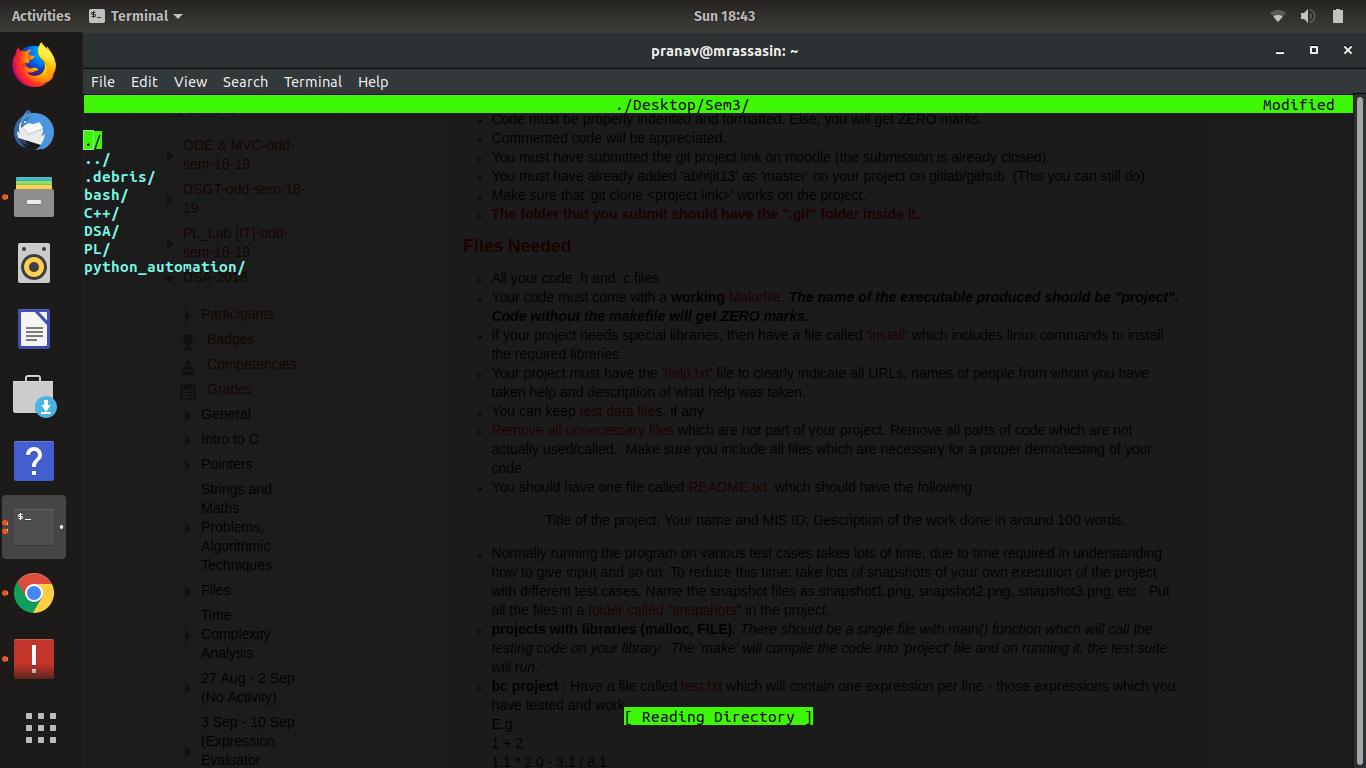 Activities
Terminal
Sun 18:43
pranav@mrassasin: ~
File Edit View Search Terminal Help
./Desktop/Sem3/
Modified
./
../
.debris/
bash/
C++/
DSA/
PL/
python_automation/
ODE & MVC-odd-
sem-18-19
DSGT-odd-sem-18-
19
PL_Lab [IT]-odd-
sem-18-19
DSA-2018
Participants
Badges
Competencies
Grades
General
Intro to C
Pointers
Strings and
Maths
Problems,
Algorithmic
Techniques
Files
Time
Complexity
Analysis
27 Aug - 2 Sep
(No Activity)
3 Sep - 10 Sep
(Expression
Evaluator
Code must be properly indented and formatted. Else, you will get ZERO marks.
Commented code will be appreciated.
You must have submitted the git project link on moodle (the submission is already closed).
You must have already added 'abhijit13' as 'master' on your project on gitlab/github (This you can still do)
Make sure that 'git clone <project link>' works on the project.
The folder that you submit should have the ".git" folder inside it.
Files Needed
All your code .h and .c files
Your code must come with a working Makefile. The name of the executable produced should be "project".
Code without the makefile will get ZERO marks.
If your project needs special libraries, then have a file called 'install' which includes linux commands to install
the required libraries.
Your project must have the 'help.txt' file to clearly indicate all URLs, names of people from whom you have
taken help and description of what help was taken.
You can keep test data files, if any
Remove all unnecessary files which are not part of your project. Remove all parts of code which are not
actually used/called. Make sure you include all files which are necessary for a proper demo/testing of your
code.
You should have one file called README.txt which should have the following
Title of the project; Your name and MIS ID; Description of the work done in around 100 words.
Normally running the program on various test cases takes lots of time, due to time required in understanding
how to give input and so on. To reduce this time: take lots of snapshots of your own execution of the project
with different test cases. Name the snapshot files as snapshot1.png, snapshot2.png, snapshot3.png, etc. Put
all the files in a folder called "snapshots" in the project.
projects with libraries (malloc, FILE): There should be a single file with main() function which will call the
testing code on your library. The 'make' will compile the code into 'project' file and on running it, the test suite
will run.
bc project : Have a file called test.txt which will contain one expression per line - those expressions which you
have tested and work.
[ Reading Directory ]
E.g.
1 + 2
1.1 * 2.0 - 3.1 / 8.1